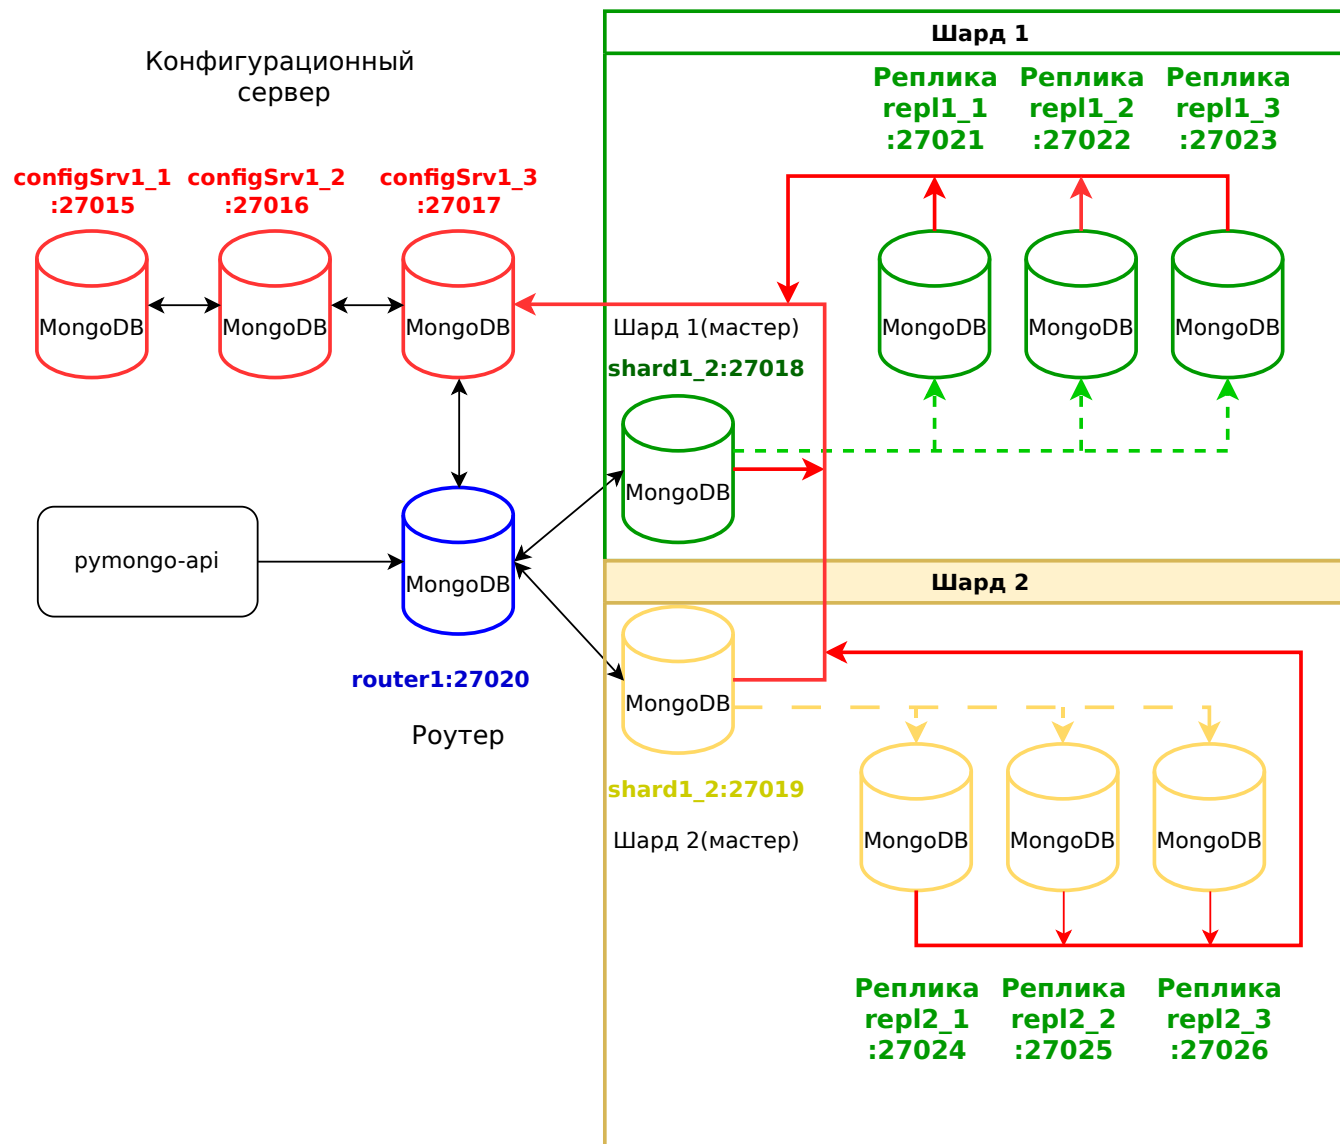 Конфигурационный
сервер
configSrv1_1
:27015
configSrv1_2
:27016
configSrv1_3
:27017
MongoDB
MongoDB
MongoDB
pymongo-api
MongoDB
router1:27020
Роутер
Шард 1
Реплика
repl1_1
:27021
Реплика
repl1_2
:27022
Реплика
repl1_3
:27023
MongoDB
MongoDB
MongoDB
Шард 1(мастер)
shard1_2:27018
MongoDB
Шард 2
MongoDB
shard1_2:27019
Шард 2(мастер)
MongoDB
MongoDB
MongoDB
Реплика
repl2_1
:27024
Реплика
repl2_2
:27025
Реплика
repl2_3
:27026